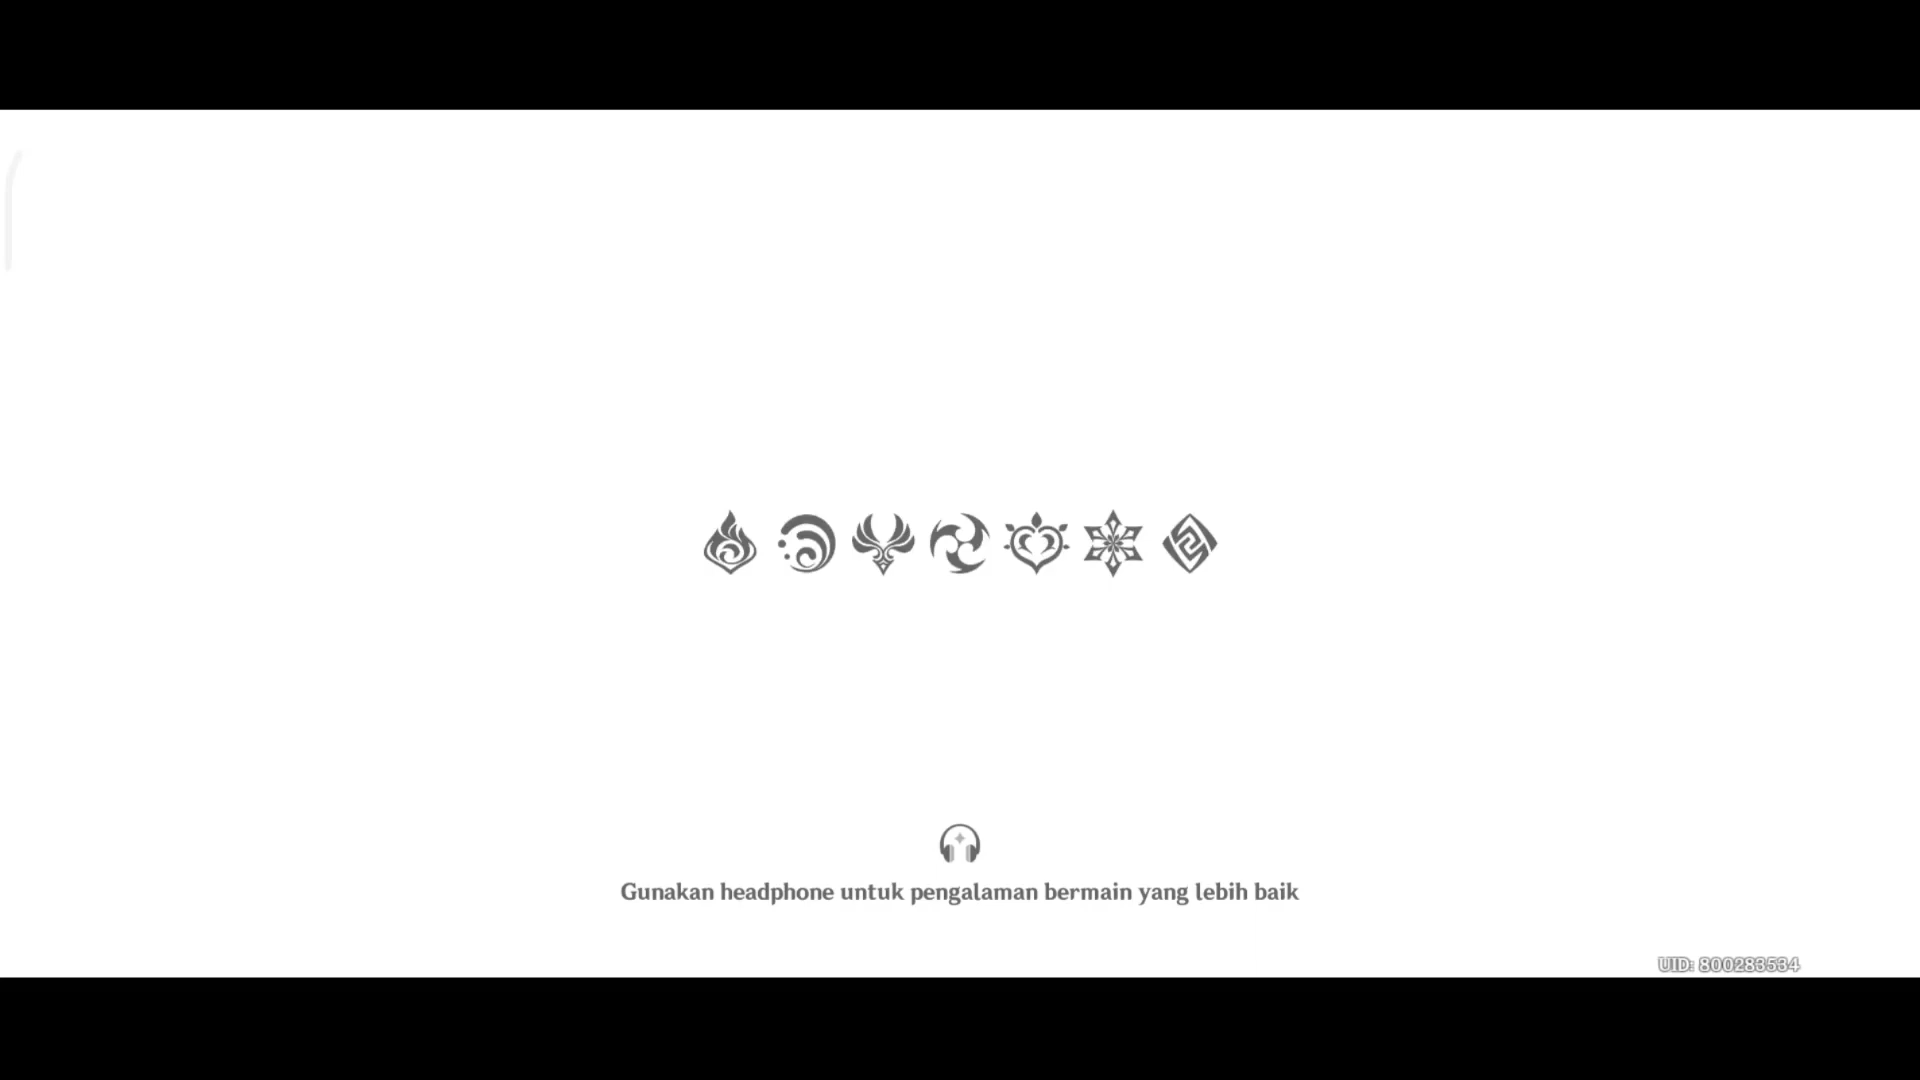 Gunakan headphone untuk pengalaman bermain yang lebih baik
UID: 800283534